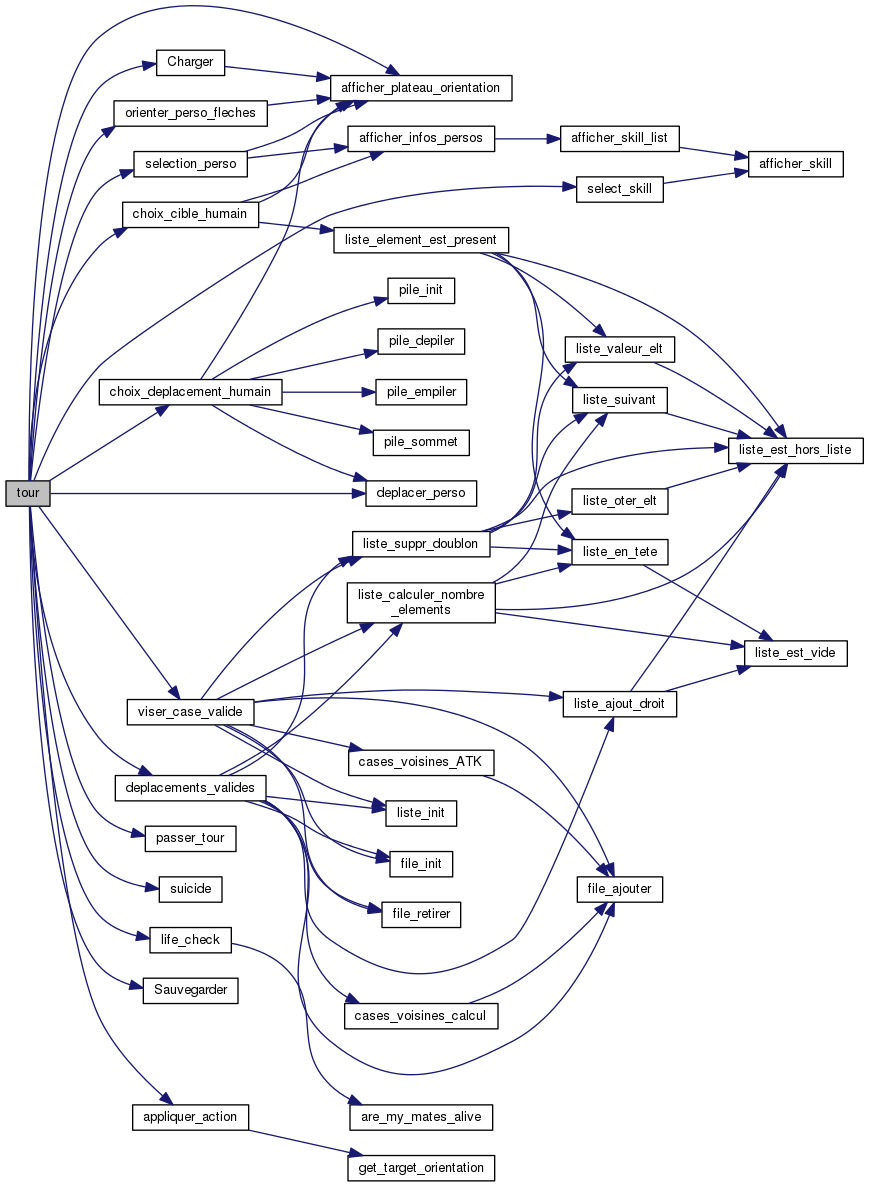 Charger
afficher_plateau_orientation
orienter_perso_fleches
afficher_infos_persos
afficher_skill_list
selection_perso
afficher_skill
select_skill
choix_cible_humain
liste_element_est_present
pile_init
pile_depiler
liste_valeur_elt
choix_deplacement_humain
pile_empiler
liste_suivant
pile_sommet
liste_est_hors_liste
tour
deplacer_perso
liste_oter_elt
liste_suppr_doublon
liste_en_tete
liste_calculer_nombre
_elements
liste_est_vide
viser_case_valide
liste_ajout_droit
cases_voisines_ATK
deplacements_valides
liste_init
passer_tour
file_init
suicide
file_ajouter
file_retirer
life_check
Sauvegarder
cases_voisines_calcul
appliquer_action
are_my_mates_alive
get_target_orientation